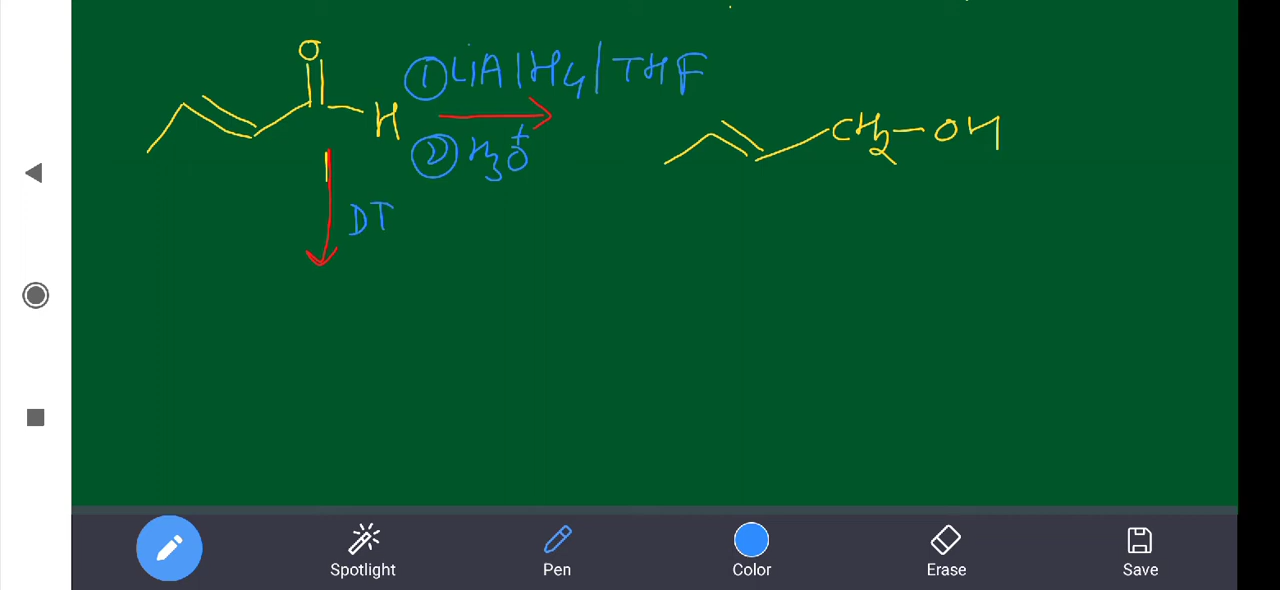 O
① LiAlH4/THF
H
② H3O+
CH2-OH
DT
Spotlight
Pen
Color
Erase
Save